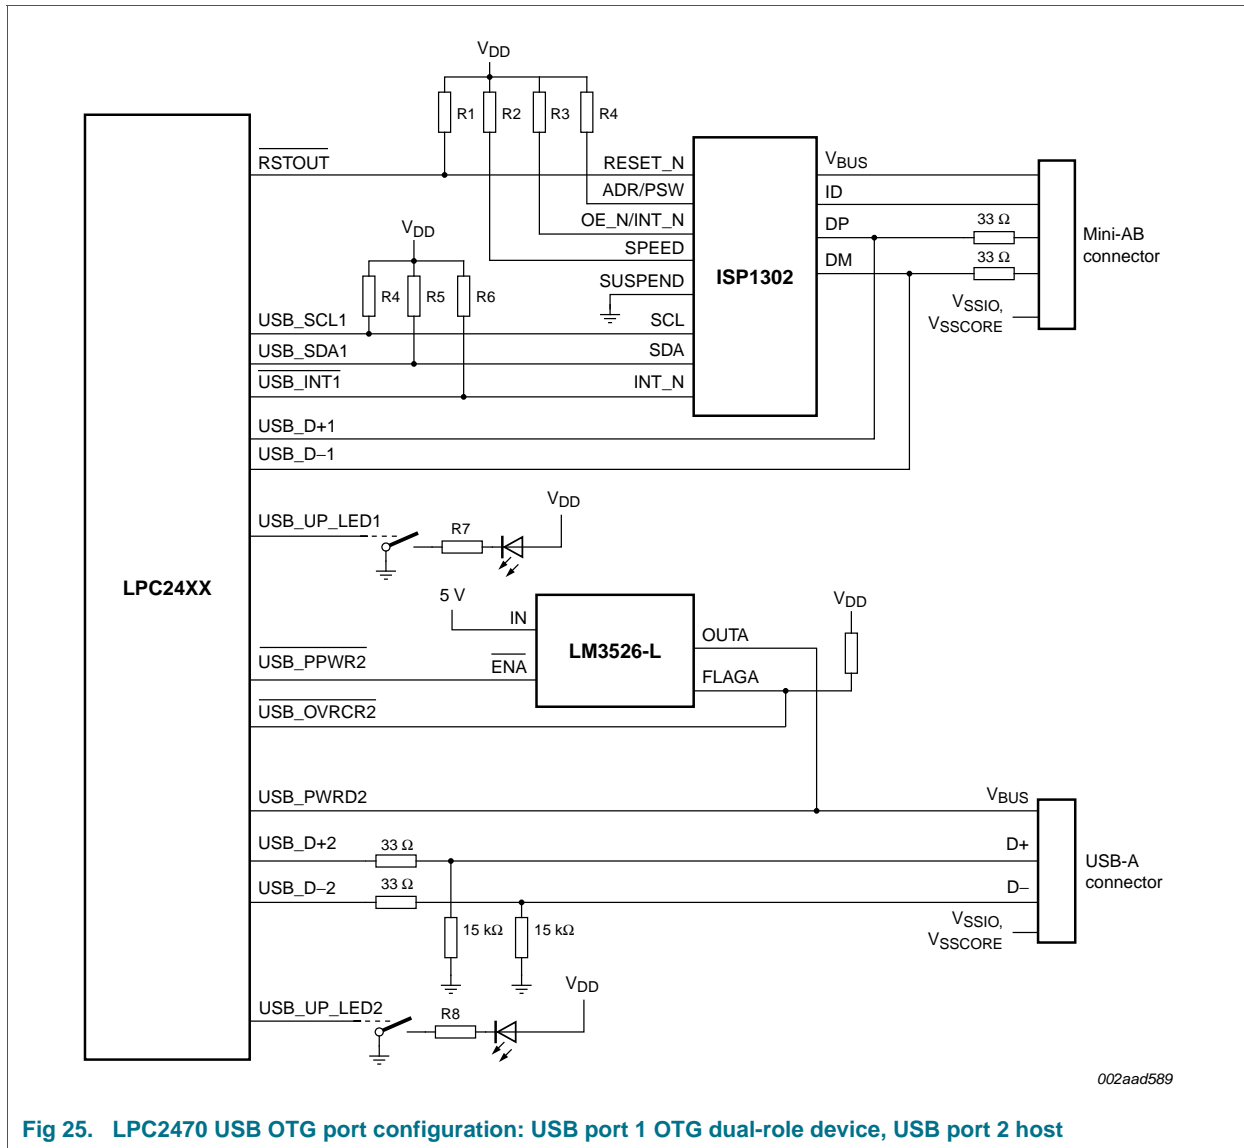 VDD
R1 R2 R3 R4
RSTOUT
RESET_N
ADR/PSW
OE_N/INT_N
SPEED
SUSPEND
SCL
SDA
INT_N
ISP1302
VBUS
ID
DP
DM
33 Ω
33 Ω
VSSIO,
VSSCORE
Mini-AB
connector
VDD
R4 R5 R6
USB_SCL1
USB_SDA1
USB_INT1
USB_D+1
USB_D−1
USB_UP_LED1
R7
VDD
LPC24XX
5 V
IN
ENA
LM3526-L
OUTA
FLAGA
VDD
USB_PPWR2
USB_OVRCR2
USB_PWRD2
VBUS
USB_D+2
33 Ω
D+
USB_D−2
33 Ω
D−
15 kΩ
15 kΩ
VSSIO,
VSSCORE
USB-A
connector
USB_UP_LED2
R8
VDD
002aad589
Fig 25. LPC2470 USB OTG port configuration: USB port 1 OTG dual-role device, USB port 2 host